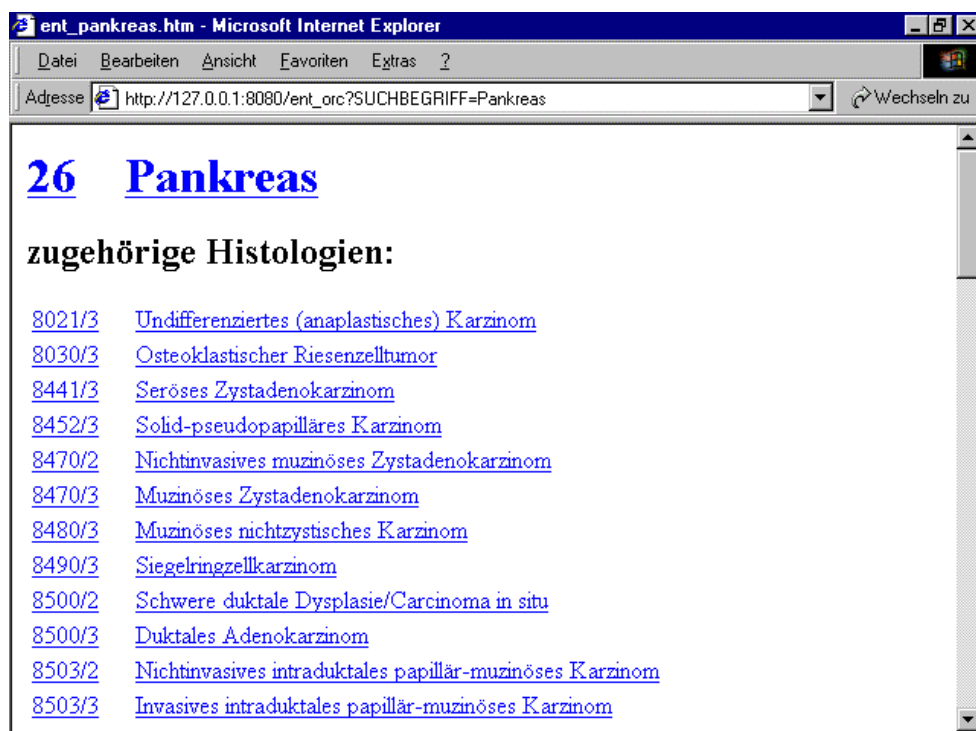 ent_pankreas.htm - Microsoft Internet Explorer
Datei Bearbeiten Ansicht Favoriten Extras ?
Adresse http://127.0.0.1:8080/ent_orc?SUCHBEGRIFF=Pankreas Wechseln zu
26 Pankreas
zugehörige Histologien:
8021/3 Undifferenziertes (anaplastisches) Karzinom
8030/3 Osteoklastischer Riesenzelltumor
8441/3 Seröses Zystadenokarzinom
8452/3 Solid-pseudopapilläres Karzinom
8470/2 Nichtinvasives muzinöses Zystadenokarzinom
8470/3 Muzinöses Zystadenokarzinom
8480/3 Muzinöses nichtzystisches Karzinom
8490/3 Siegelringzellkarzinom
8500/2 Schwere duktale Dysplasie/Carcinoma in situ
8500/3 Duktales Adenokarzinom
8503/2 Nichtinvasives intraduktales papillär-muzinöses Karzinom
8503/3 Invasives intraduktales papillär-muzinöses Karzinom